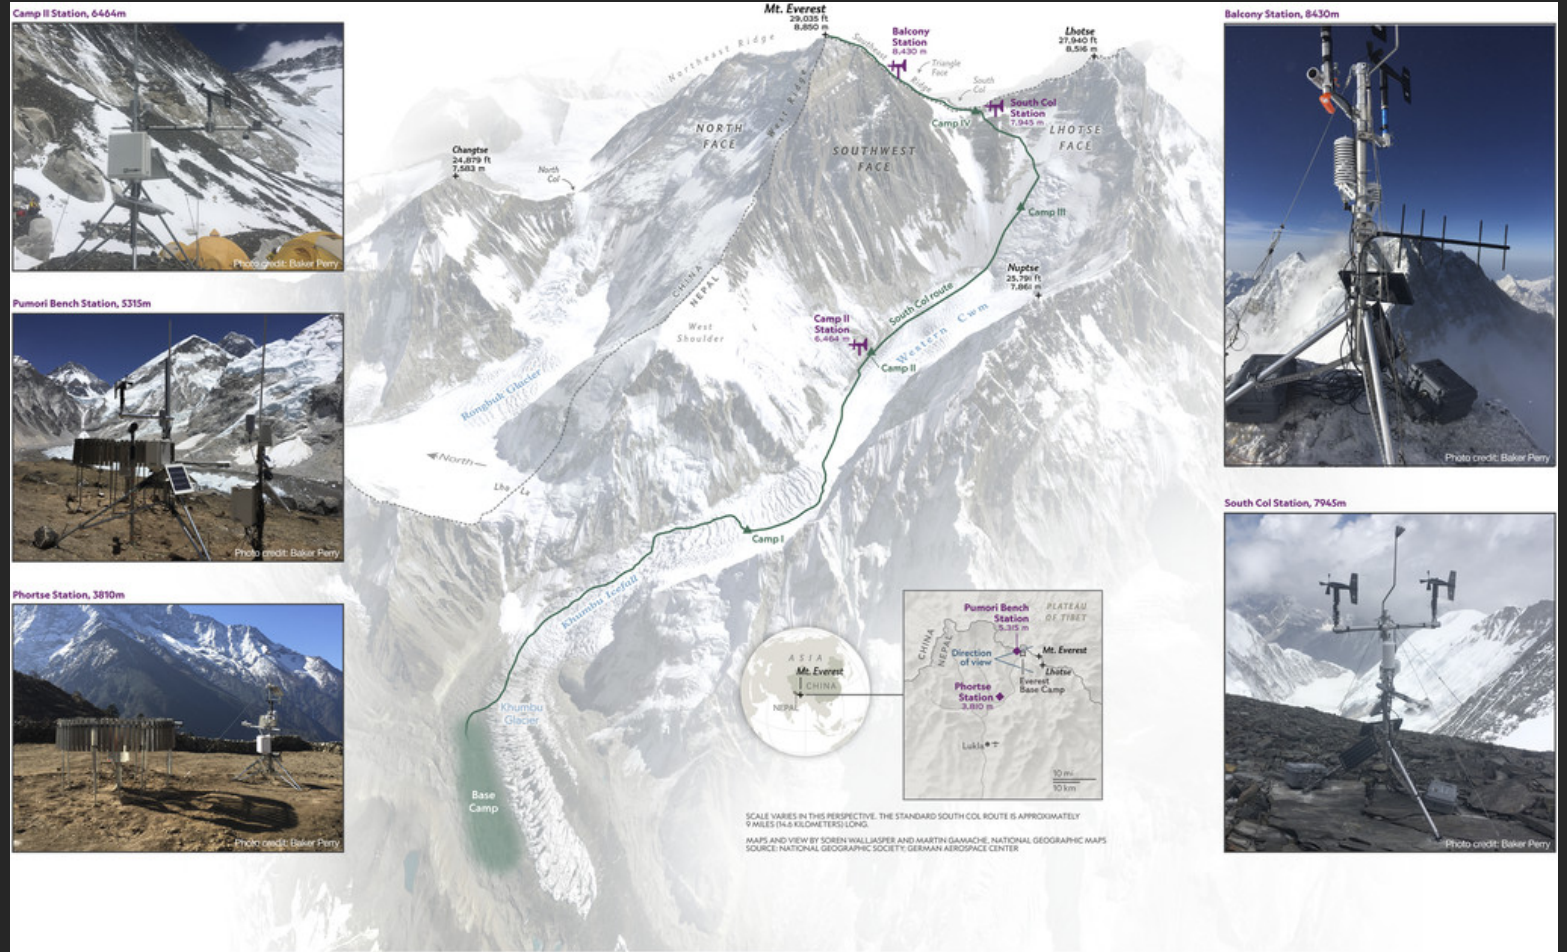 Camp II Station, 6464m
Photo credit: Baker Perry
Pumori Bench Station, 5315m
Photo credit: Baker Perry
Phortse Station, 3810m
Photo credit: Baker Perry
Mt. Everest
29,035 ft
8,850 m
Northeast Ridge
West Ridge
Southeast
Ridge
Balcony
Station
8,430 m
Triangle
Face
South
Col
Lhotse
27,940 ft
8,516 m
South Col
Station
7,945 m
Camp IV
LHOTSE
FACE
NORTH
FACE
SOUTHWEST
FACE
Changtse
24,879 ft
7,583 m
North
Col
Camp III
Nuptse
25,791 ft
7,861 m
CHINA
NEPAL
South Col route
Western Cwm
West
Shoulder
Camp II
Station
6,464 m
Camp II
Rongbuk Glacier
North
Lho La
Camp I
Khumbu Icefall
Khumbu
Glacier
Base
Camp
ASIA
Mt. Everest
CHINA
NEPAL
Pumori Bench
Station
5,315 m
PLATEAU
OF TIBET
CHINA
NEPAL
Direction
of view
Mt. Everest
Lhotse
Everest
Base Camp
Phortse
Station
3,810 m
Lukla
10 mi
10 km
SCALE VARIES IN THIS PERSPECTIVE. THE STANDARD SOUTH COL ROUTE IS APPROXIMATELY
9 MILES (14.6 KILOMETERS) LONG.
MAPS AND VIEW BY SOREN WALLJASPER AND MARTIN GAMACHE, NATIONAL GEOGRAPHIC MAPS
SOURCE: NATIONAL GEOGRAPHIC SOCIETY; GERMAN AEROSPACE CENTER
Balcony Station, 8430m
Photo credit: Baker Perry
South Col Station, 7945m
Photo credit: Baker Perry